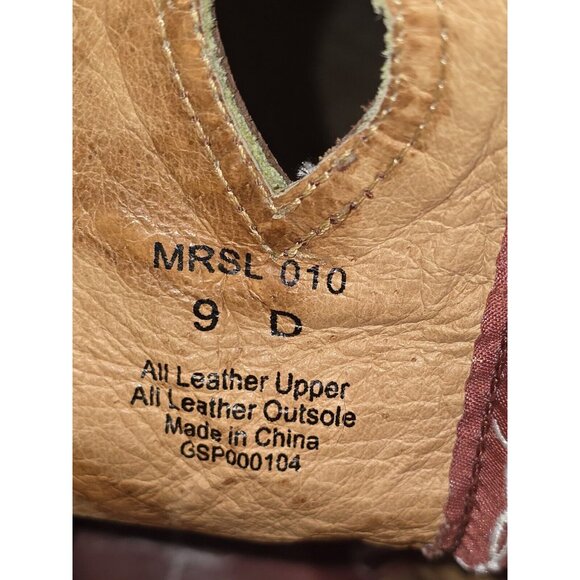 MRSL 010
9 D
All Leather Upper
All Leather Outsole
Made in China
GSP000104